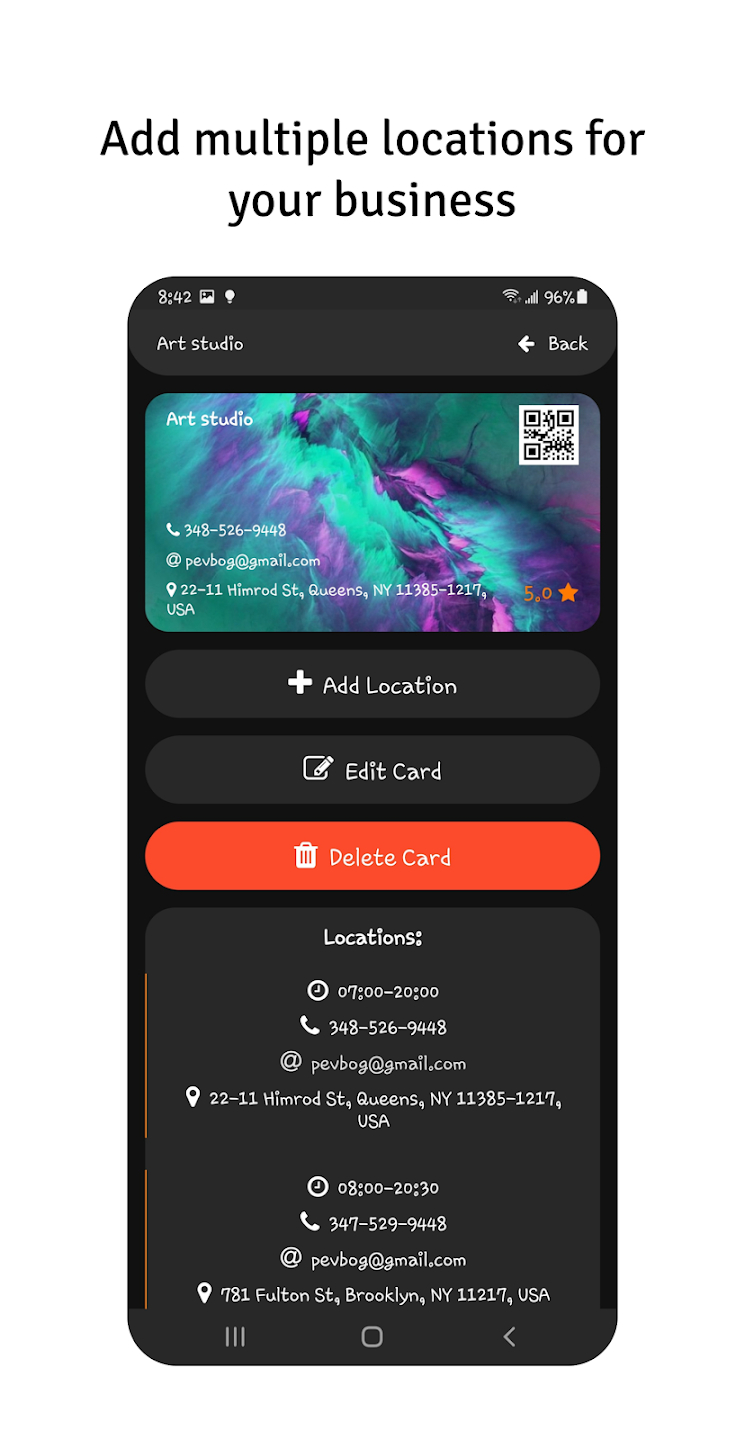 Add multiple locations for
your business
8:42
96%
Art studio
Back
Art studio
348-526-9448
@ pevbog@gmail.com
22-11 Himrod St, Queens, NY 11385-1217,
USA
5.0
Add Location
Edit Card
Delete Card
Locations:
07:00-20:00
348-526-9448
@ pevbog@gmail.com
22-11 Himrod St, Queens, NY 11385-1217,
USA
08:00-20:30
347-529-9448
@ pevbog@gmail.com
781 Fulton St, Brooklyn, NY 11217, USA